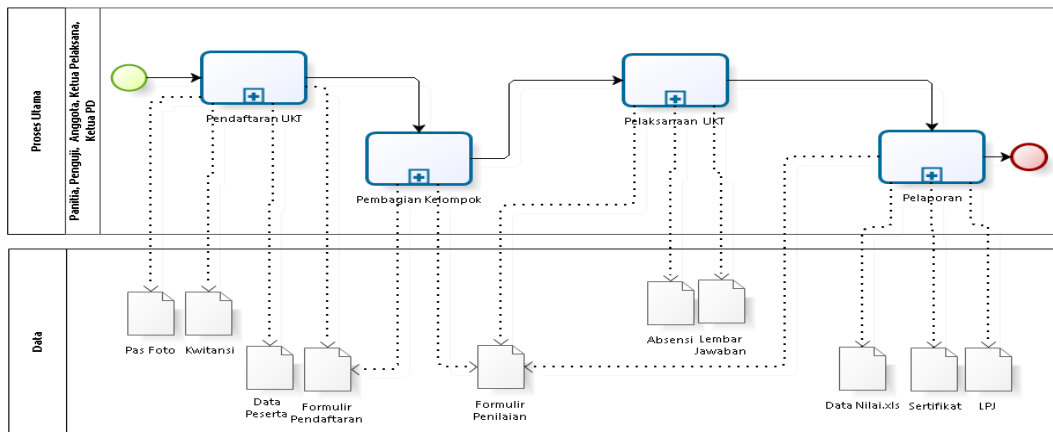 Proses Utama
Panitia, Penguji, Anggota, Ketua Pelaksana,
Ketua PD
Pendaftaran UKT
Pembagian Kelompok
Pelaksanaan UKT
Pelaporan
Data
Pas Foto
Kwitansi
Data
Peserta
Formulir
Pendaftaran
Formulir
Penilaian
Absensi
Lembar
Jawaban
Data Nilai.xls
Sertifikat
LPJ